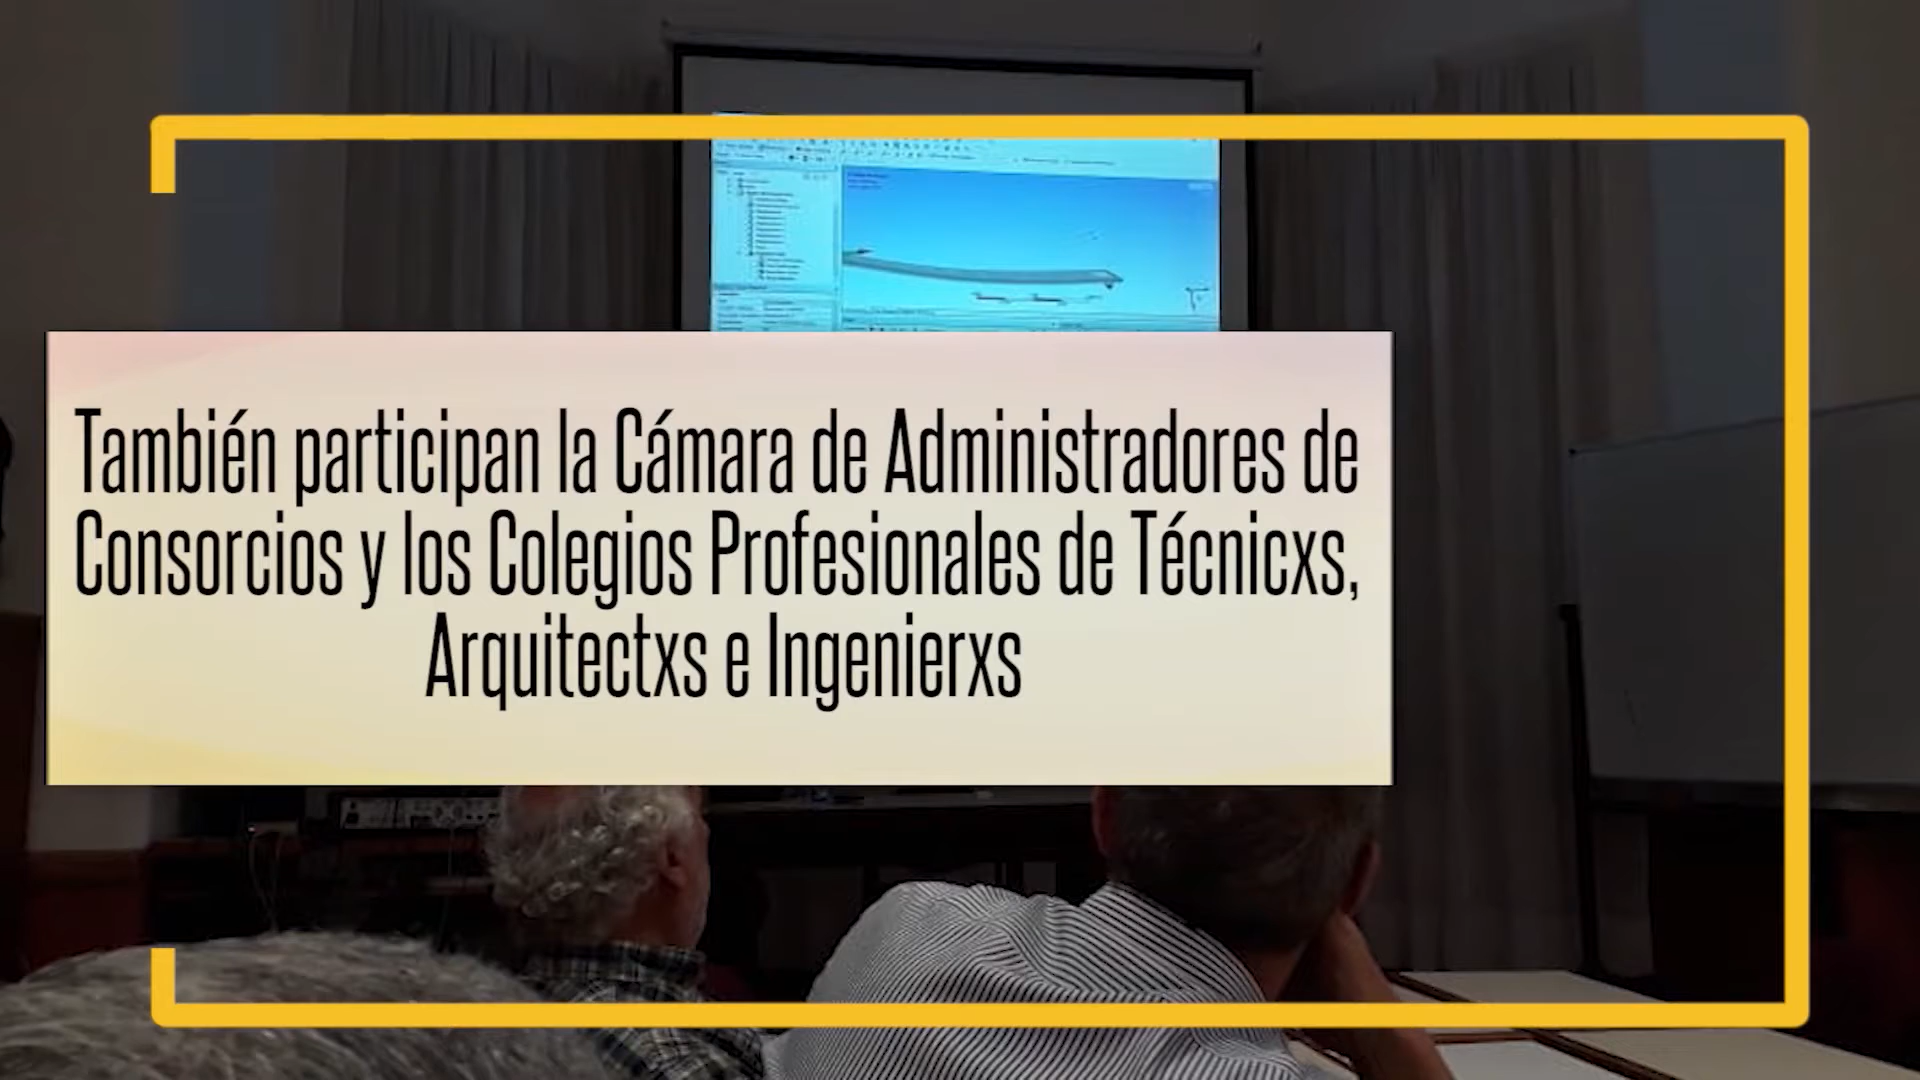 También participan la Cámara de Administradores de
Consorcios y los Colegios Profesionales de Técnicxs,
Arquitectxs e Ingenierxs